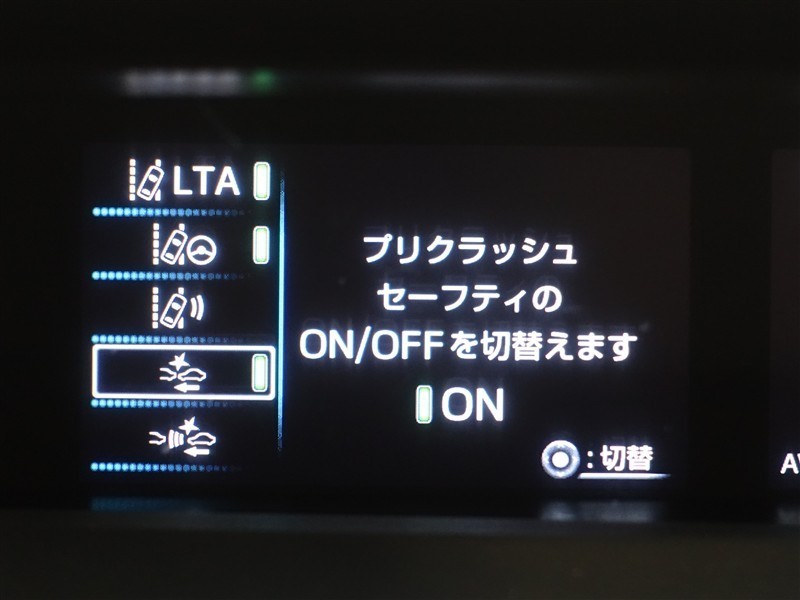 LTA
プリクラッシュ
セーフティの
ON/OFFを切替えます
ON
:切替